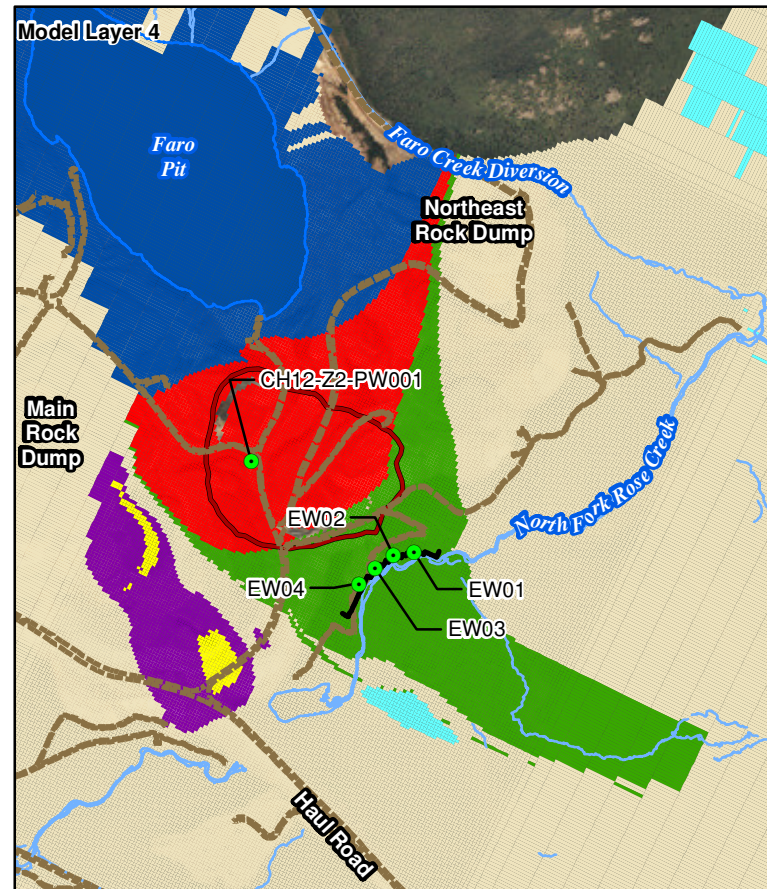 Model Layer 4
Faro
Pit
Faro Creek Diversion
Northeast
Rock Dump
CH12-Z2-PW001
Main
Rock
Dump
North Fork Rose Creek
EW02
EW04
EW01
EW03
Haul Road